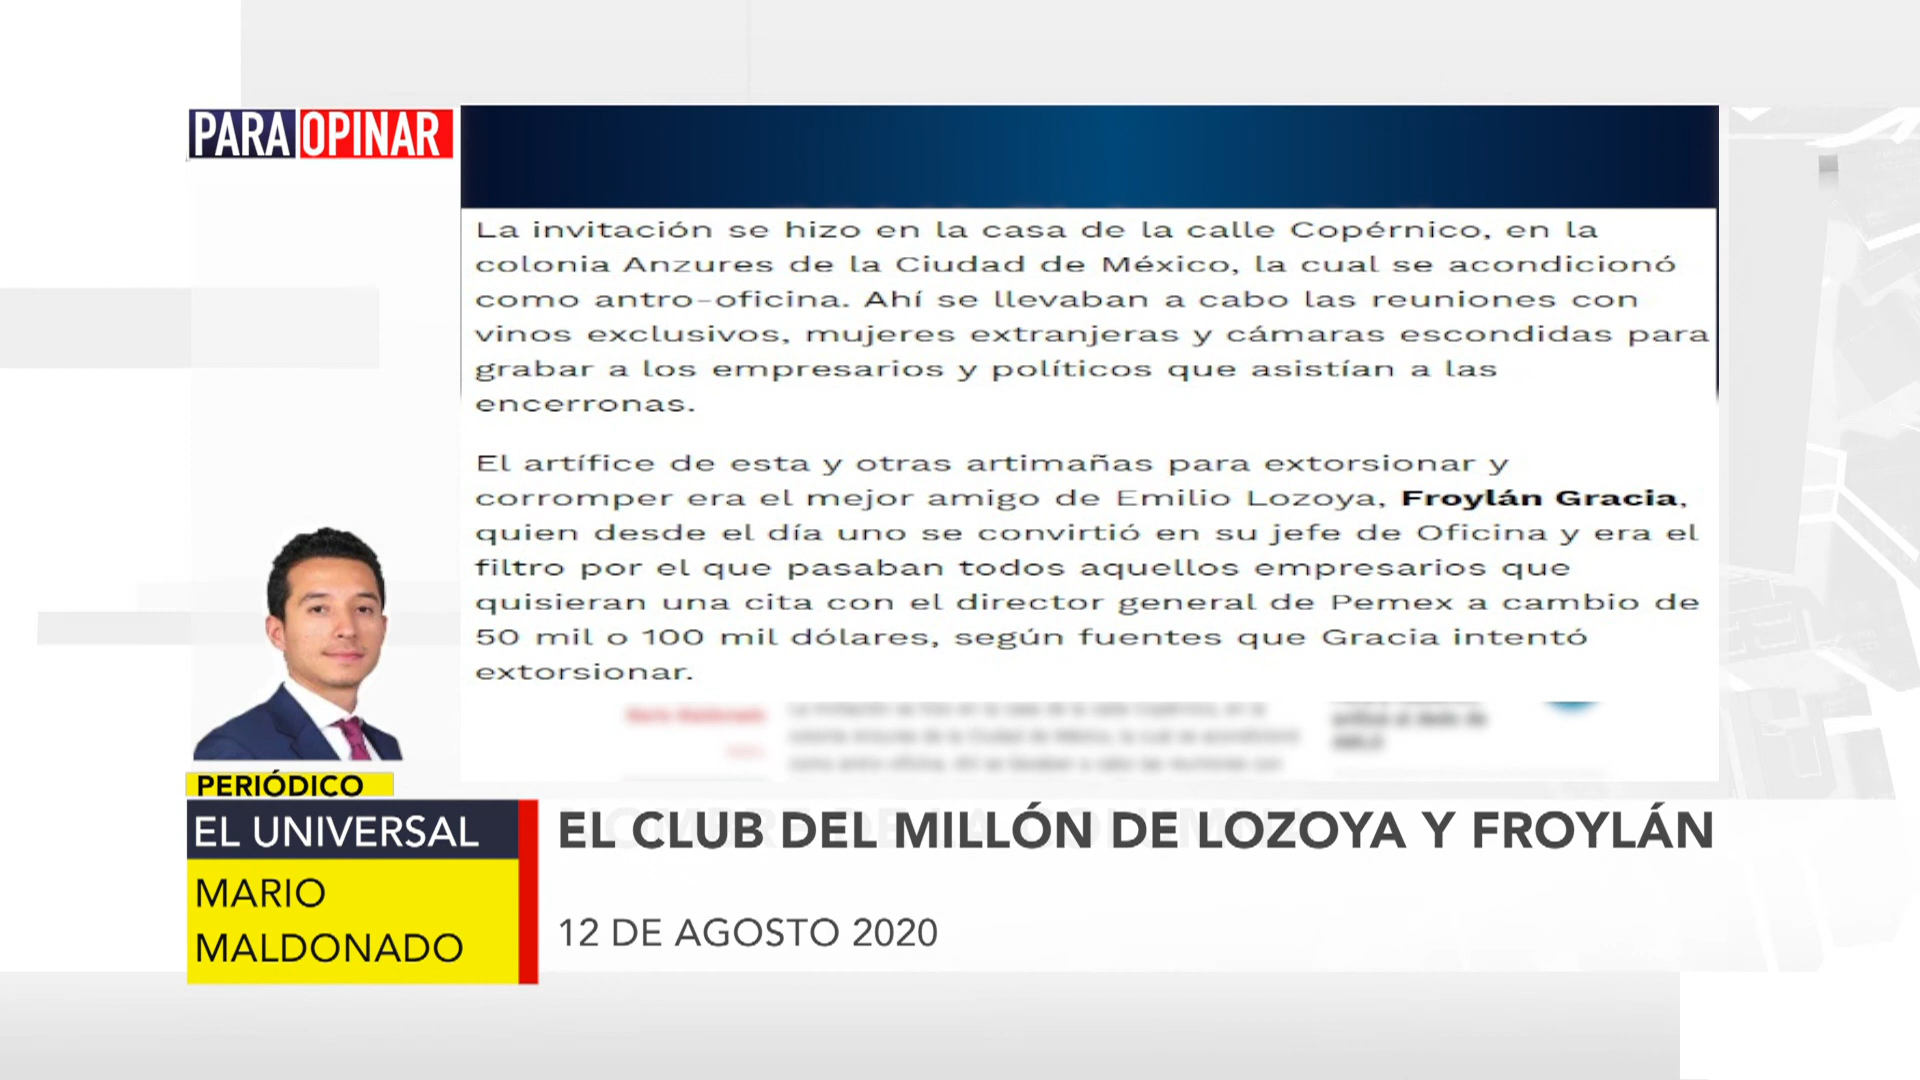 PARA OPINAR
La invitación se hizo en la casa de la calle Copérnico, en la
colonia Anzures de la Ciudad de México, la cual se acondicionó
como antro-oficina. Ahí se llevaban a cabo las reuniones con
vinos exclusivos, mujeres extranjeras y cámaras escondidas para
grabar a los empresarios y políticos que asistían a las
encerronas.
El artífice de esta y otras artimañas para extorsionar y
corromper era el mejor amigo de Emilio Lozoya, Froylán Gracia,
quien desde el día uno se convirtió en su jefe de Oficina y era el
filtro por el que pasaban todos aquellos empresarios que
quisieran una cita con el director general de Pemex a cambio de
50 mil o 100 mil dólares, según fuentes que Gracia intentó
extorsionar.
PERIÓDICO
EL UNIVERSAL
MARIO
MALDONADO
EL CLUB DEL MILLÓN DE LOZOYA Y FROYLÁN
12 DE AGOSTO 2020